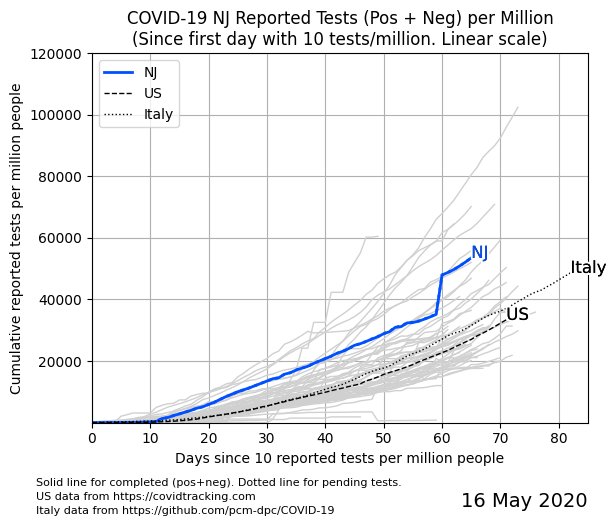 COVID-19 NJ Reported Tests (Pos + Neg) per Million
(Since first day with 10 tests/million. Linear scale)
Cumulative reported tests per million people
120000
100000
80000
60000
40000
20000
NJ
US
Italy
NJ
Italy
US
0 10 20 30 40 50 60 70 80
Days since 10 reported tests per million people
Solid line for completed (pos+neg). Dotted line for pending tests.
US data from https://covidtracking.com
Italy data from https://github.com/pcm-dpc/COVID-19
16 May 2020